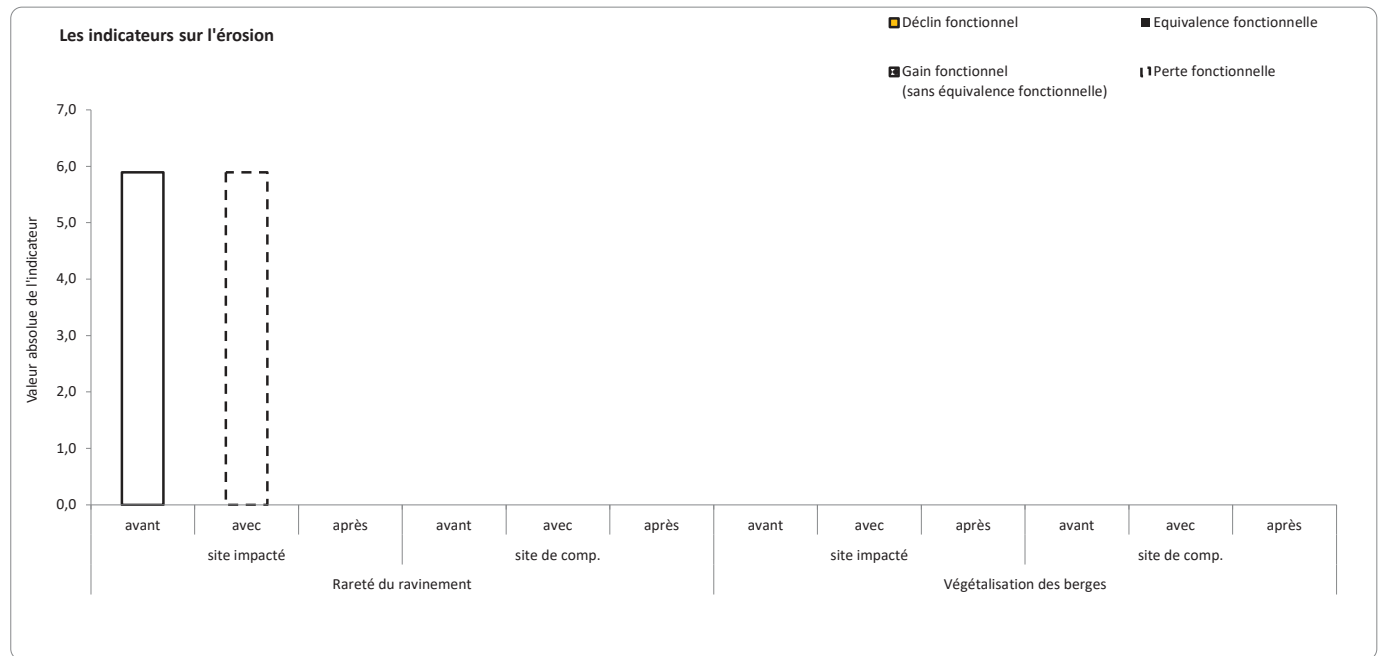 Les indicateurs sur l'érosion
Déclin fonctionnel
Equivalence fonctionnelle
Gain fonctionnel
(sans équivalence fonctionnelle)
Perte fonctionnelle
Valeur absolue de l'indicateur
7,0
6,0
5,0
4,0
3,0
2,0
1,0
0,0
avant avec après avant avec après avant avec après avant avec après
site impacté site de comp. site impacté site de comp.
Rareté du ravinement Végétalisation des berges